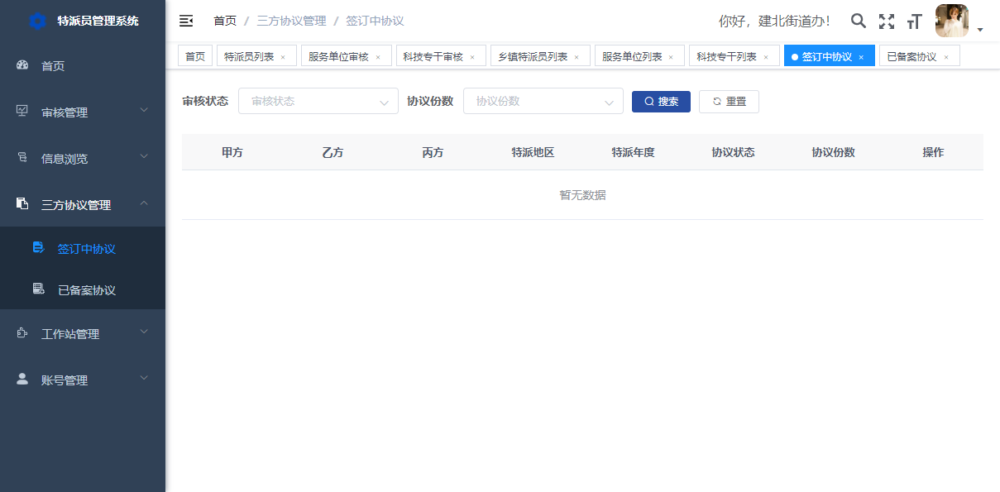 特派员管理系统
首页
审核管理
信息浏览
三方协议管理
签订中协议
已备案协议
工作站管理
账号管理
首页 / 三方协议管理 / 签订中协议
你好，建北街道办！
首页 特派员列表 × 服务单位审核 × 科技专干审核 × 乡镇特派员列表 × 服务单位列表 × 科技专干列表 × 签订中协议 × 已备案协议 ×
审核状态 审核状态 协议份数 协议份数 搜索 重置
甲方 乙方 丙方 特派地区 特派年度 协议状态 协议份数 操作
暂无数据